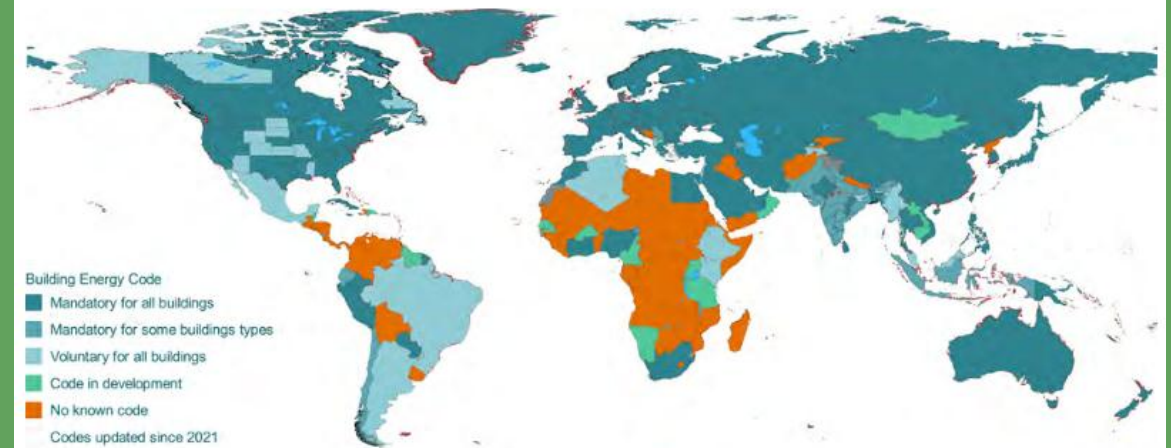 Building Energy Code
Mandatory for all buildings
Mandatory for some buildings types
Voluntary for all buildings
Code in development
No known code
Codes updated since 2021